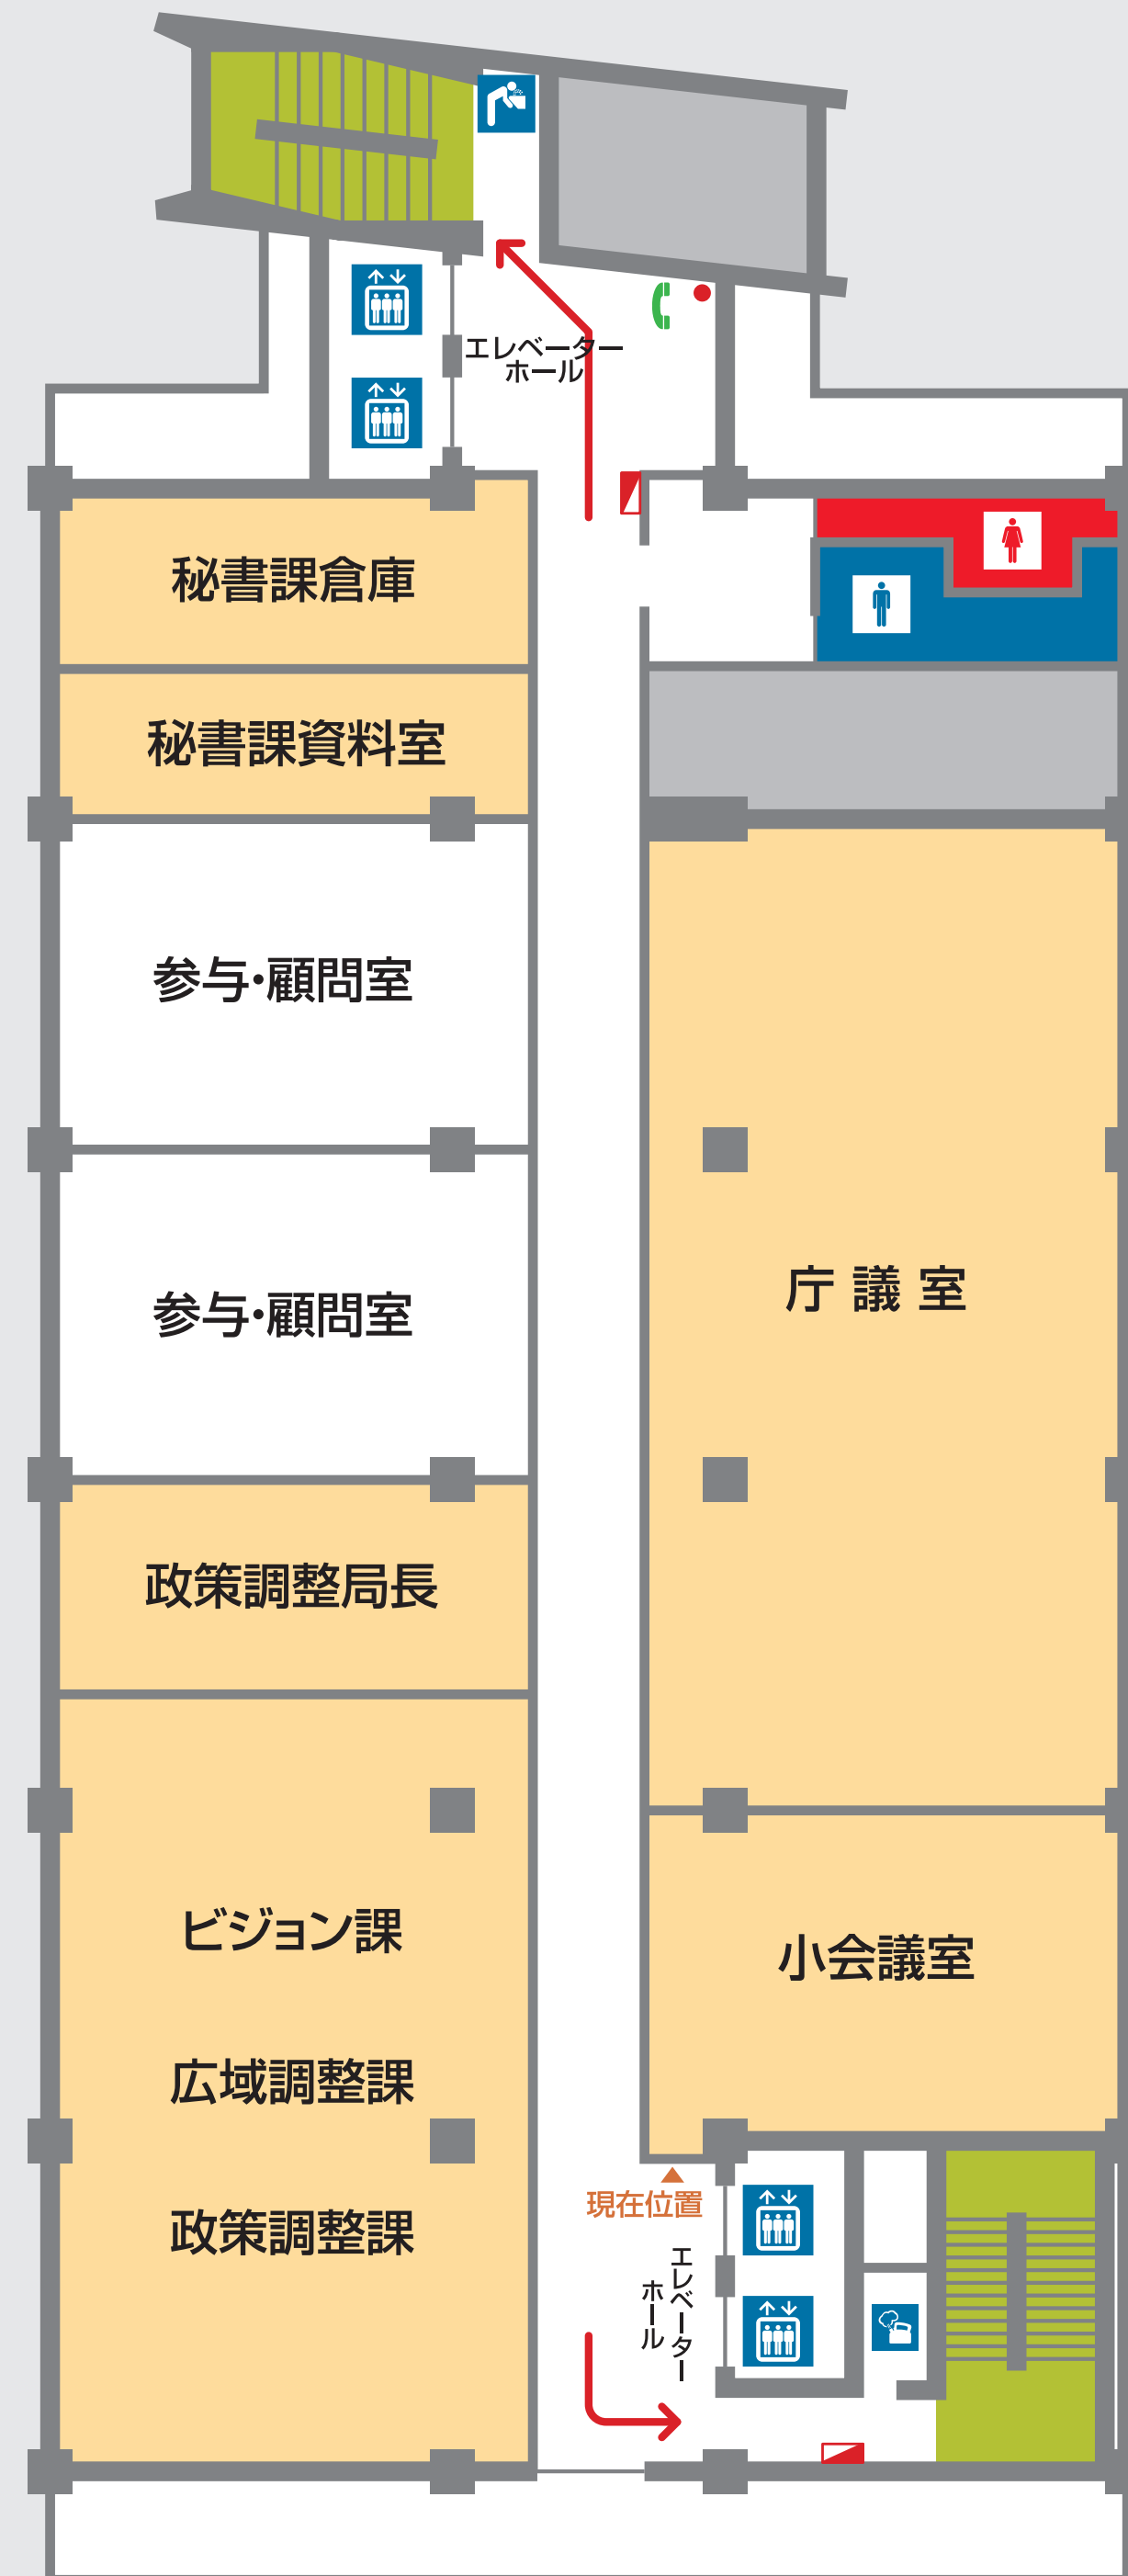 エレベーター
ホール
秘書課倉庫
秘書課資料室
参与・顧問室
参与・顧問室
庁議室
政策調整局長
ビジョン課
小会議室
広域調整課
政策調整課
現在位置
エレベーター
ホール